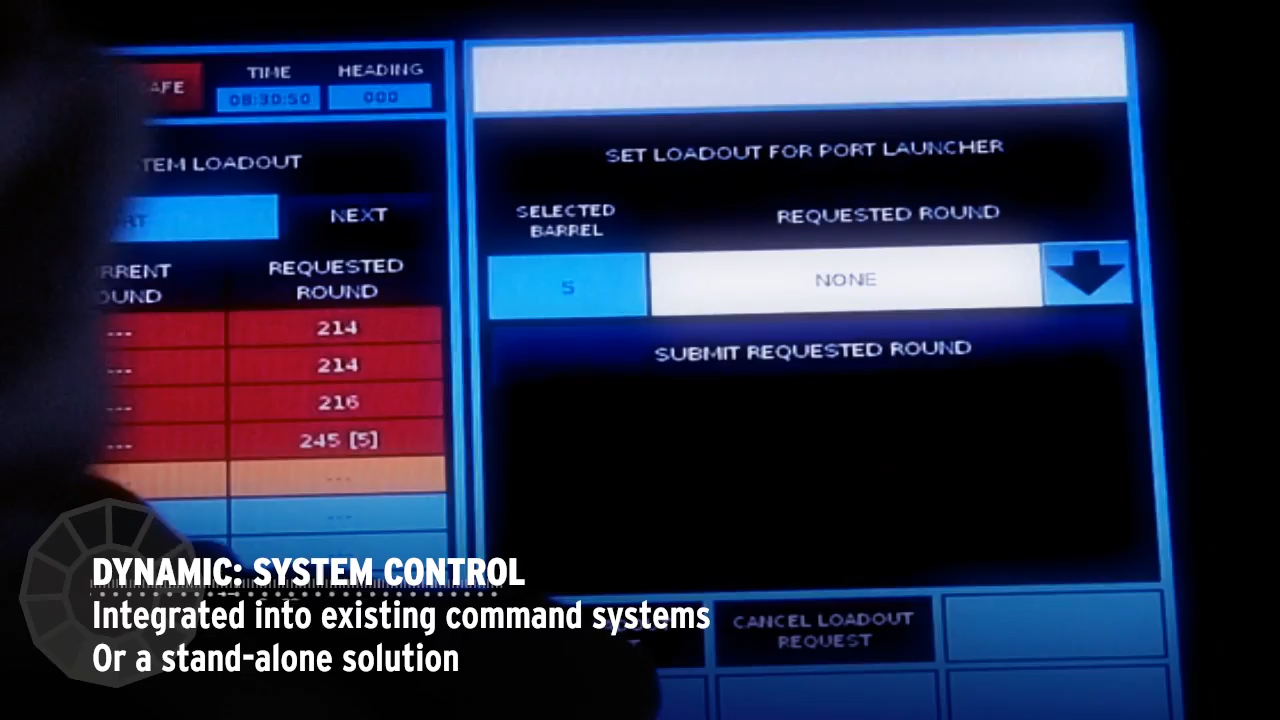 TIME
HEADING
08:30:50
000
LOADOUT
NEXT
REQUESTED
ROUND
---
214
---
214
---
216
---
245 [5]
---
---
SET LOADOUT FOR PORT LAUNCHER
SELECTED
BARREL
REQUESTED ROUND
5
NONE
SUBMIT REQUESTED ROUND
CANCEL LOADOUT
REQUEST
DYNAMIC: SYSTEM CONTROL
Integrated into existing command systems
Or a stand-alone solution